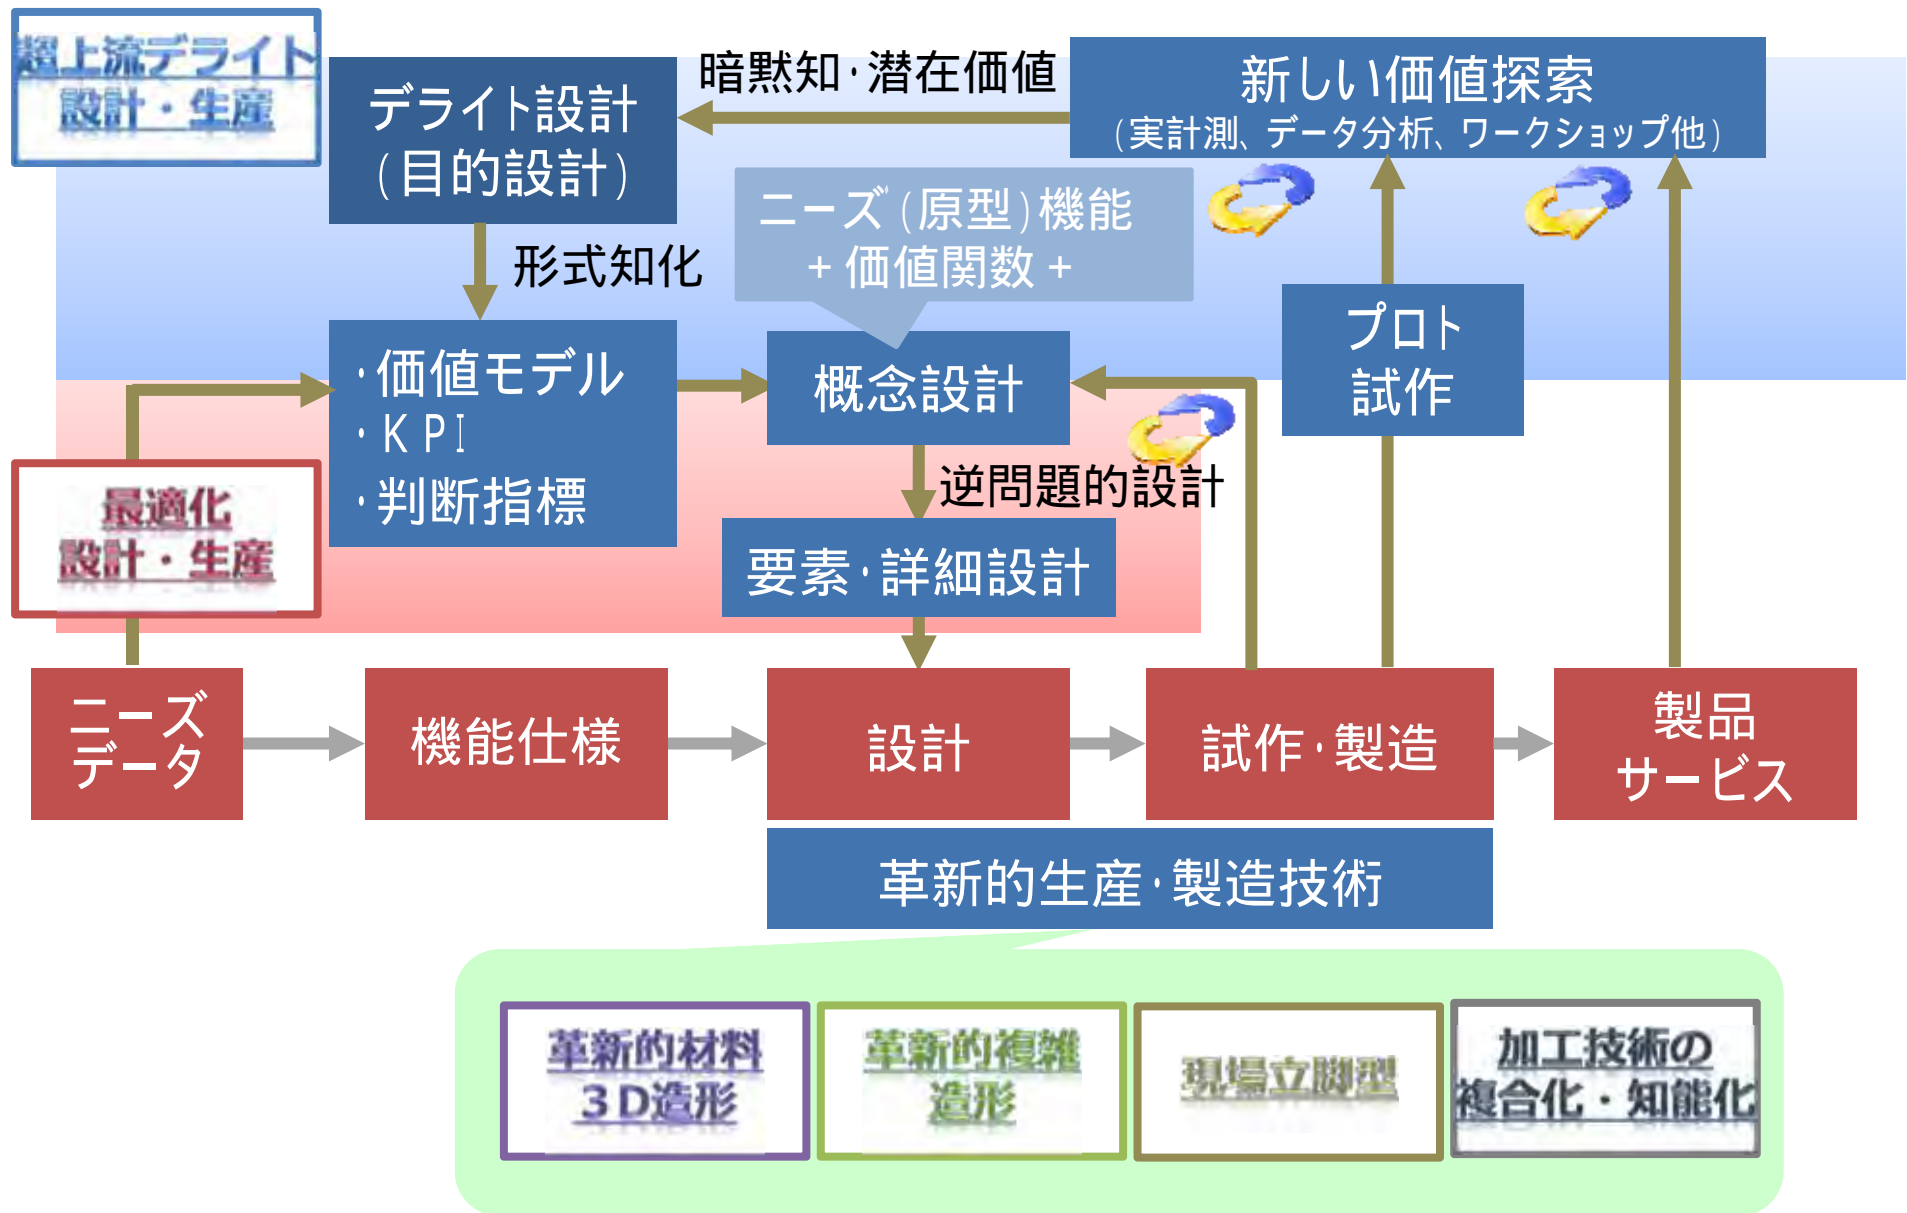 超上流デライト
設計・生産
デライト設計
(目的設計)
暗黙知・潜在価値
新しい価値探索
(実計測、データ分析、ワークショップ他)
形式知化
ニーズ(原型)機能
+価値関数+
・価値モデル
・KPI
・判断指標
概念設計
プロト
試作
逆問題的設計
最適化
設計・生産
要素・詳細設計
ニーズ
データ
機能仕様
設計
試作・製造
製品
サービス
革新的生産・製造技術
革新的材料
3D造形
革新的複雑
造形
現場立脚型
加工技術の
複合化・知能化